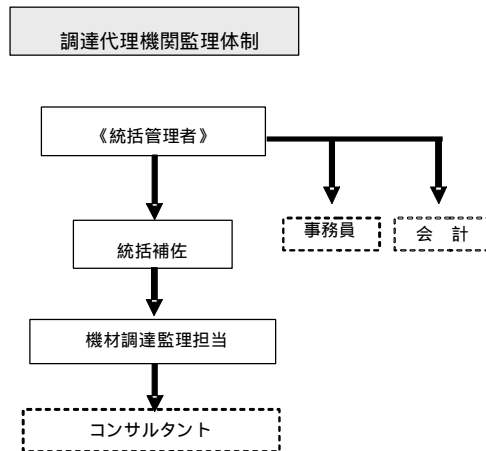 調達代理機関監理体制
《統括管理者》
事務員
会　計
統括補佐
機材調達監理担当
コンサルタント